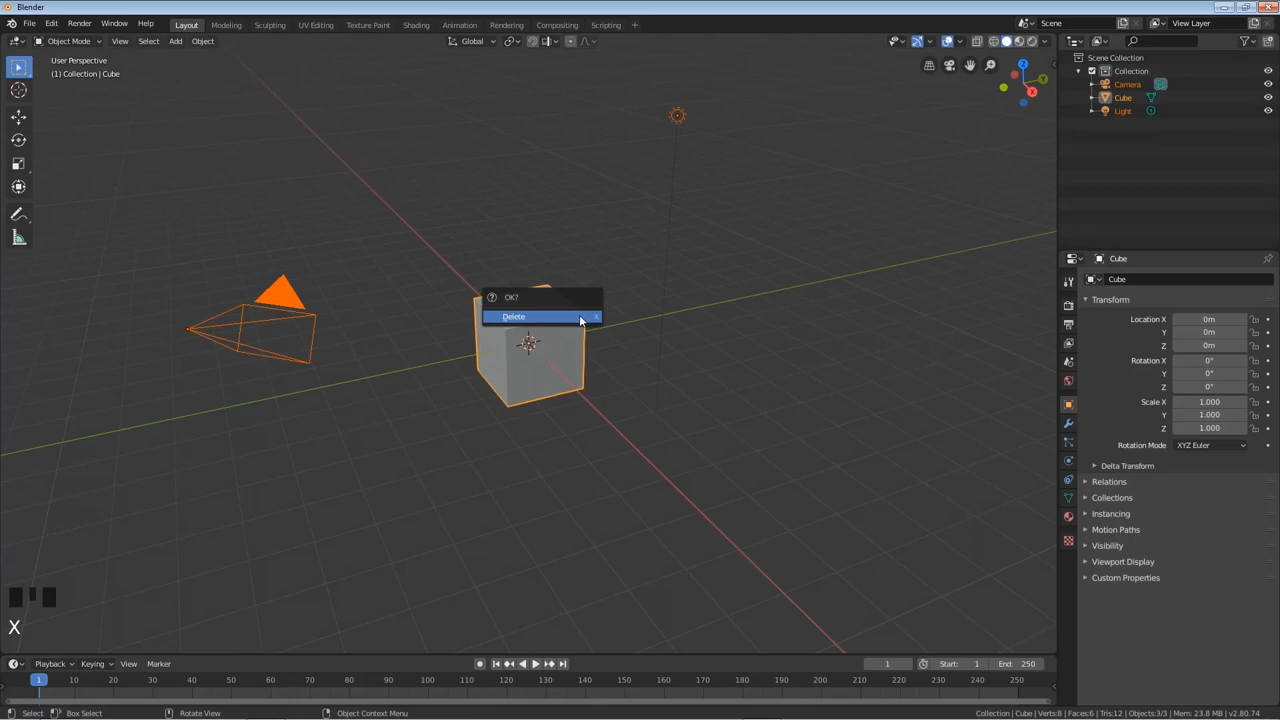 Blender
File Edit Render Window Help
Layout Modeling Sculpting UV Editing Texture Paint Shading Animation Rendering Compositing Scripting +
Scene
View Layer
Object Mode View Select Add Object
Global
User Perspective
(1) Collection | Cube
Z
Y
X
OK?
Delete X
X
Scene Collection
Collection
Camera
Cube
Light
Cube
Cube
Transform
Location X 0m
Y 0m
Z 0m
Rotation X 0°
Y 0°
Z 0°
Scale X 1.000
Y 1.000
Z 1.000
Rotation Mode XYZ Euler
Delta Transform
Relations
Collections
Instancing
Motion Paths
Visibility
Viewport Display
Custom Properties
Playback Keying View Marker
1 Start: 1 End: 250
1 10 20 30 40 50 60 70 80 90 100 110 120 130 140 150 160 170 180 190 200 210 220 230 240 250
Select Box Select Rotate View Object Context Menu
Collection | Cube | Verts:8 | Faces:6 | Tris:12 | Objects:3/3 | Mem: 23.8 MB | v2.80.74